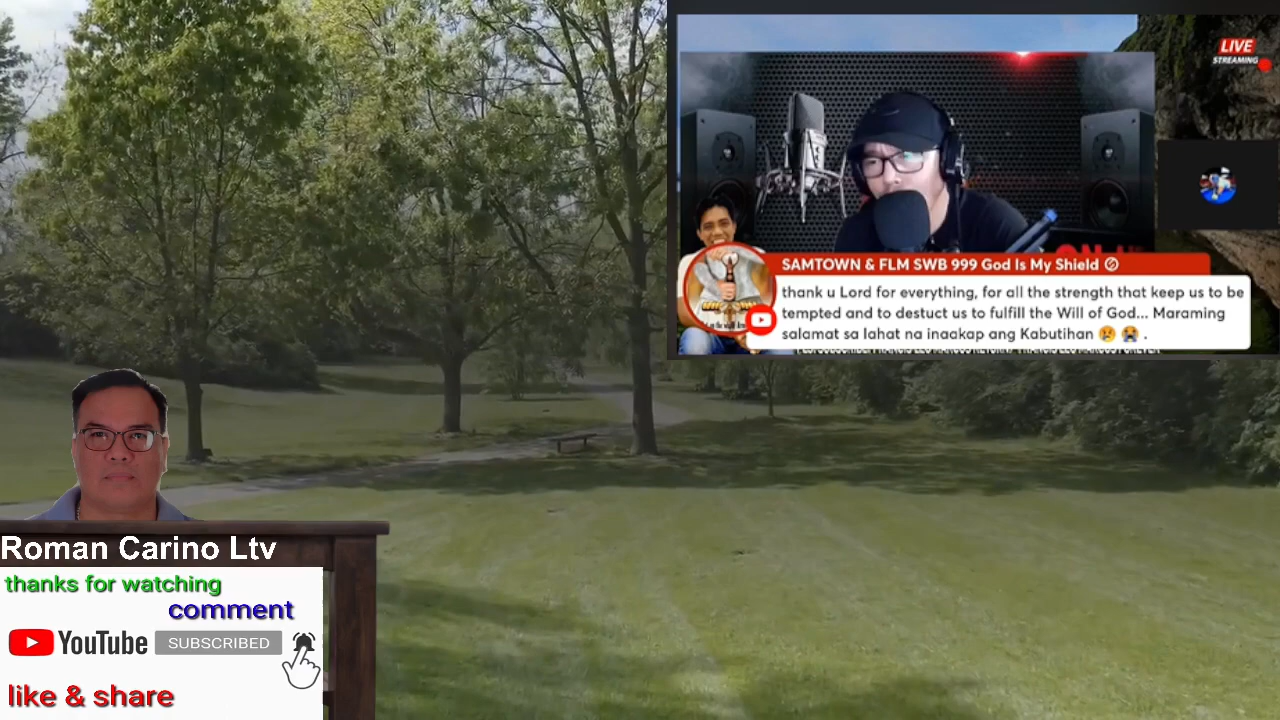 LIVE
STREAMING
SAMTOWN & FLM SWB 999 God Is My Shield
thank u Lord for everything, for all the strength that keep us to be
tempted and to destuct us to fulfill the Will of God... Maraming
salamat sa lahat na inaakap ang Kabutihan 😢 😭 .
Roman Carino Ltv
thanks for watching
comment
YouTube SUBSCRIBED
like & share